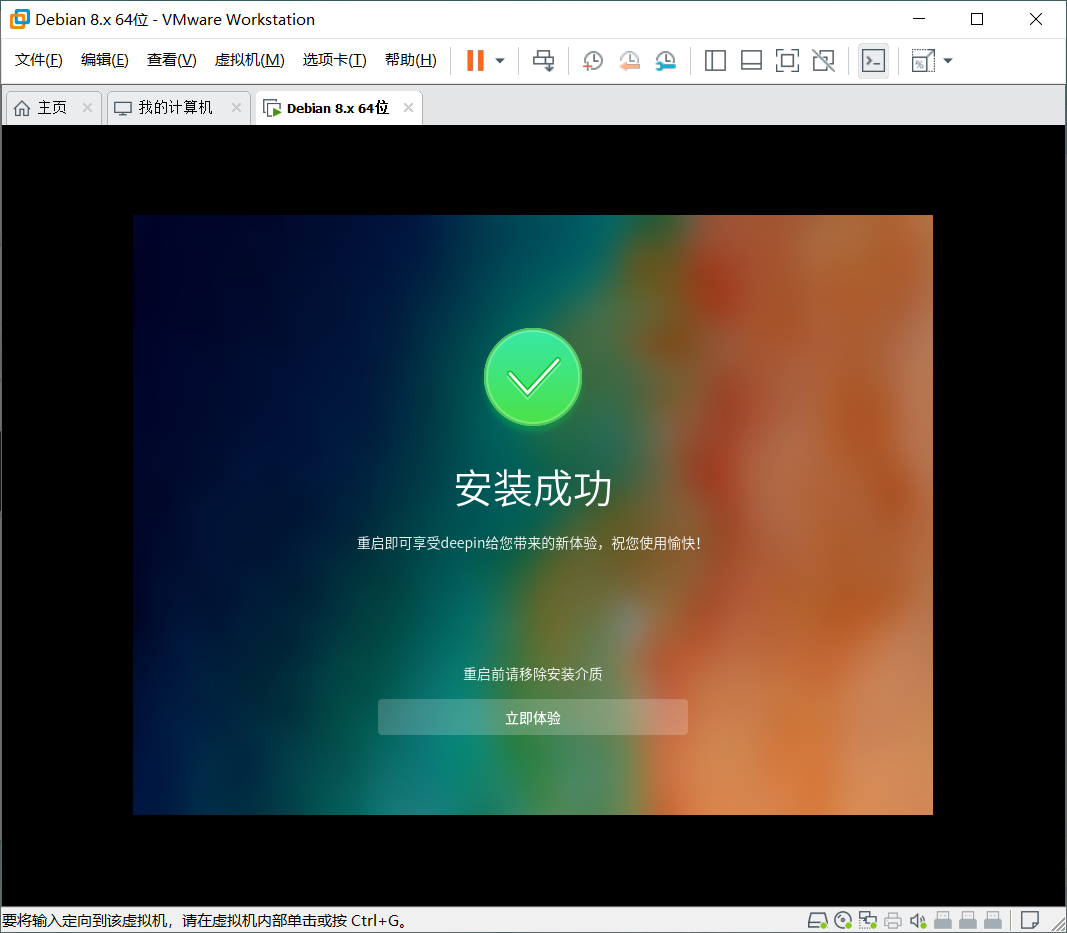 Debian 8.x 64位 - VMware Workstation
文件(F) 编辑(E) 查看(V) 虚拟机(M) 选项卡(T) 帮助(H)
主页 我的计算机 Debian 8.x 64位
安装成功
重启即可享受deepin给您带来的新体验，祝您使用愉快！
重启前请移除安装介质
立即体验
要将输入定向到该虚拟机，请在虚拟机内部单击或按 Ctrl+G。